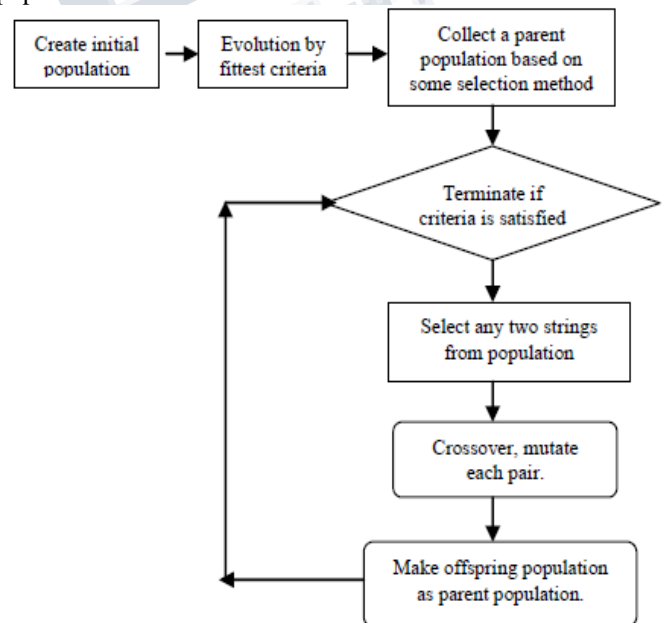 Create initial
population
Evolution by
fittest criteria
Collect a parent
population based on
some selection method
Terminate if
criteria is satisfied
Select any two strings
from population
Crossover, mutate
each pair.
Make offspring population
as parent population.